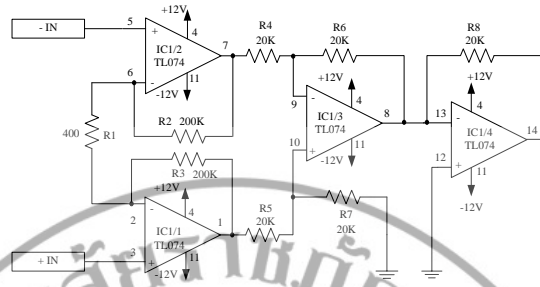 +12V
- IN
5
+
4
IC1/2
TL074
7
R4
20K
R6
20K
R8
20K
6
-
11
-12V
+12V
+12V
9
-
4
IC1/3
TL074
8
13
-
4
IC1/4
TL074
14
400
R1
R2 200K
R3
200K
10
+
11
-12V
12
+
11
-12V
+12V
2
-
4
IC1/1
TL074
1
R5
20K
R7
20K
+ IN
3
+
11
-12V